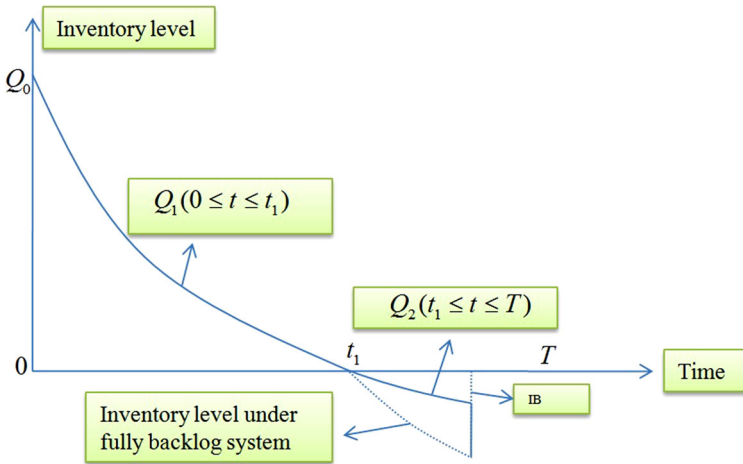 Inventory level
Q₀
Q₁(0 ≤ t ≤ t₁)
Q₂(t₁ ≤ t ≤ T)
0
t₁
T
Time
IB
Inventory level under
fully backlog system